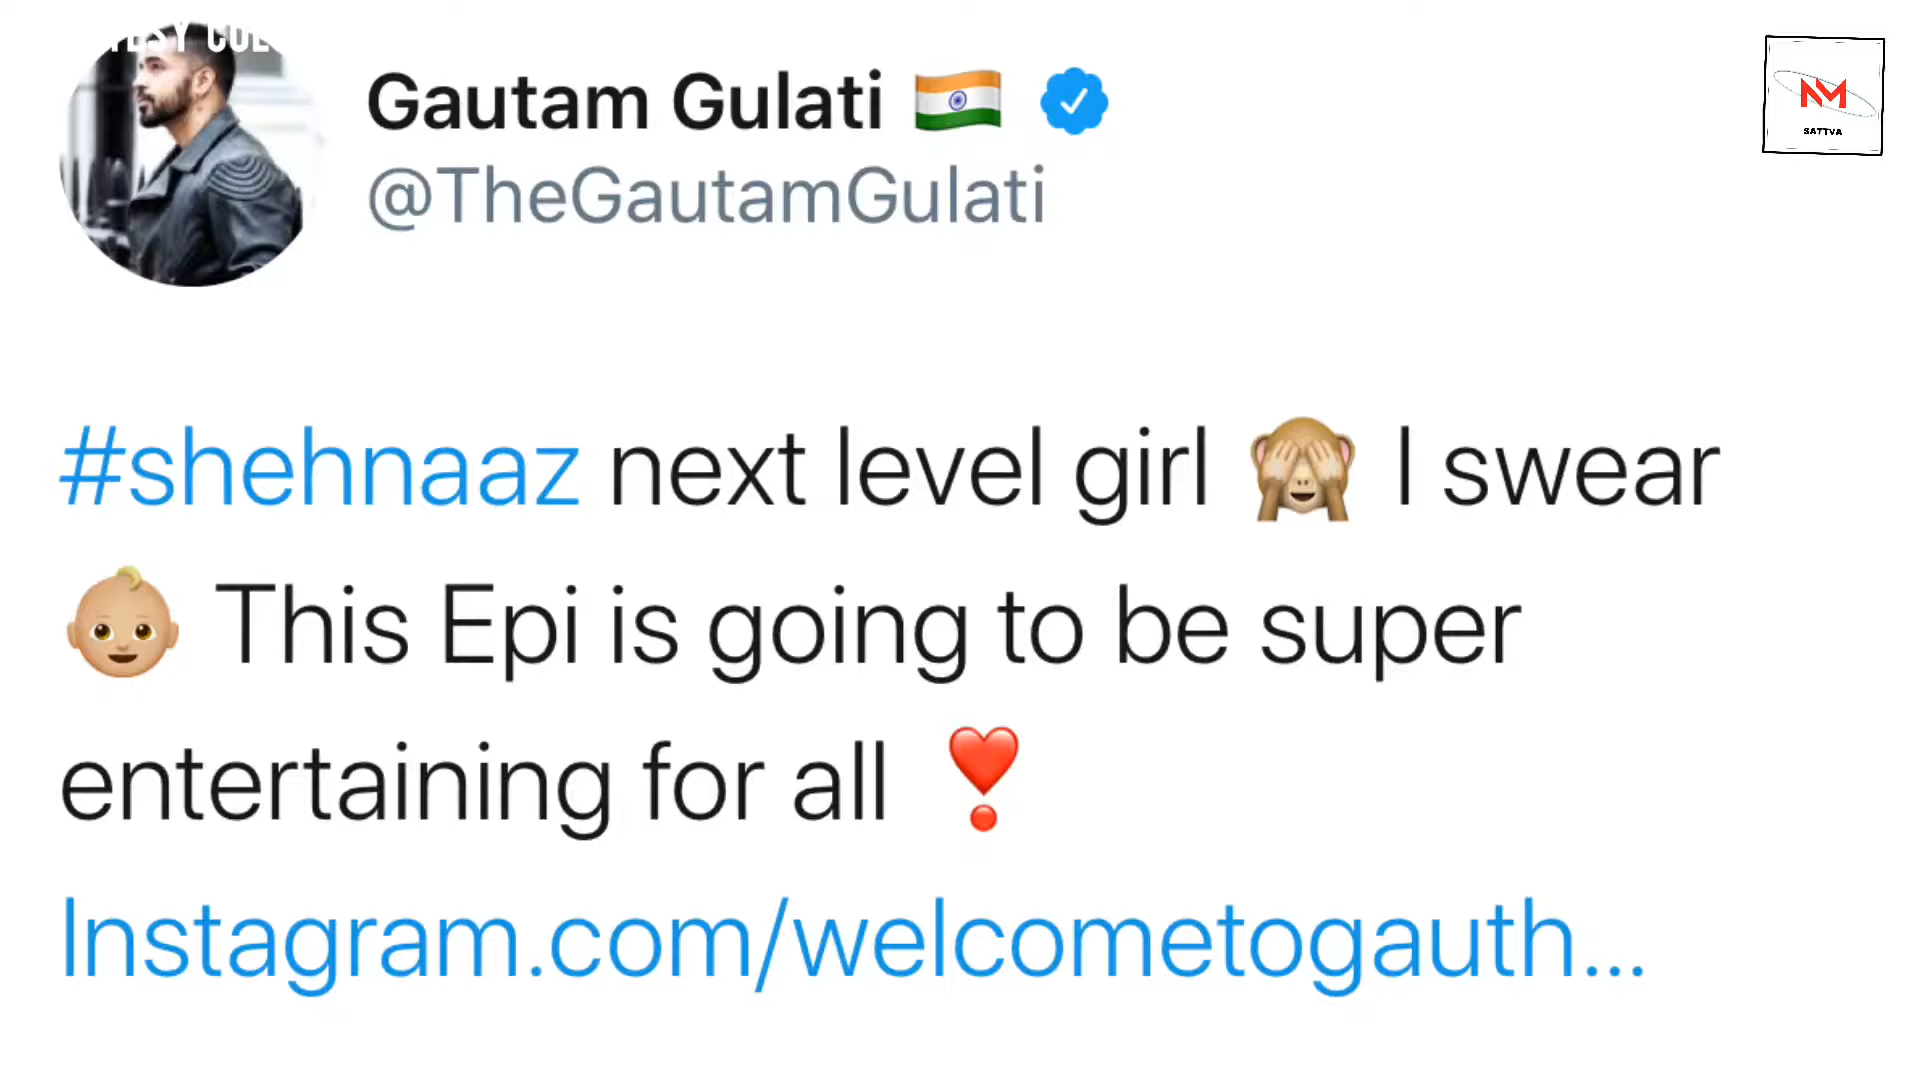 Gautam Gulati 🇮🇳
@TheGautamGulati
SATTVA
#shehnaaz next level girl 🙈 I swear
👶🏼 This Epi is going to be super
entertaining for all ❣️
Instagram.com/welcometogauth...